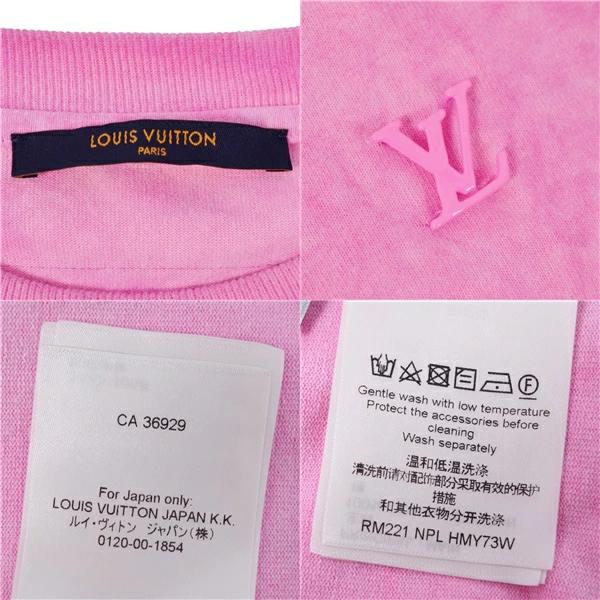 LOUIS VUITTON
PARIS
LV
CA 36929
For Japan only:
LOUIS VUITTON JAPAN K.K.
ルイ・ヴィトン ジャパン(株)
0120-00-1854
Gentle wash with low temperature
Protect the accessories before
cleaning
Wash separately
温和低温洗涤
清洗前请对配饰部分采取有效的保护
措施
和其他衣物分开洗涤
RM221 NPL HMY73W